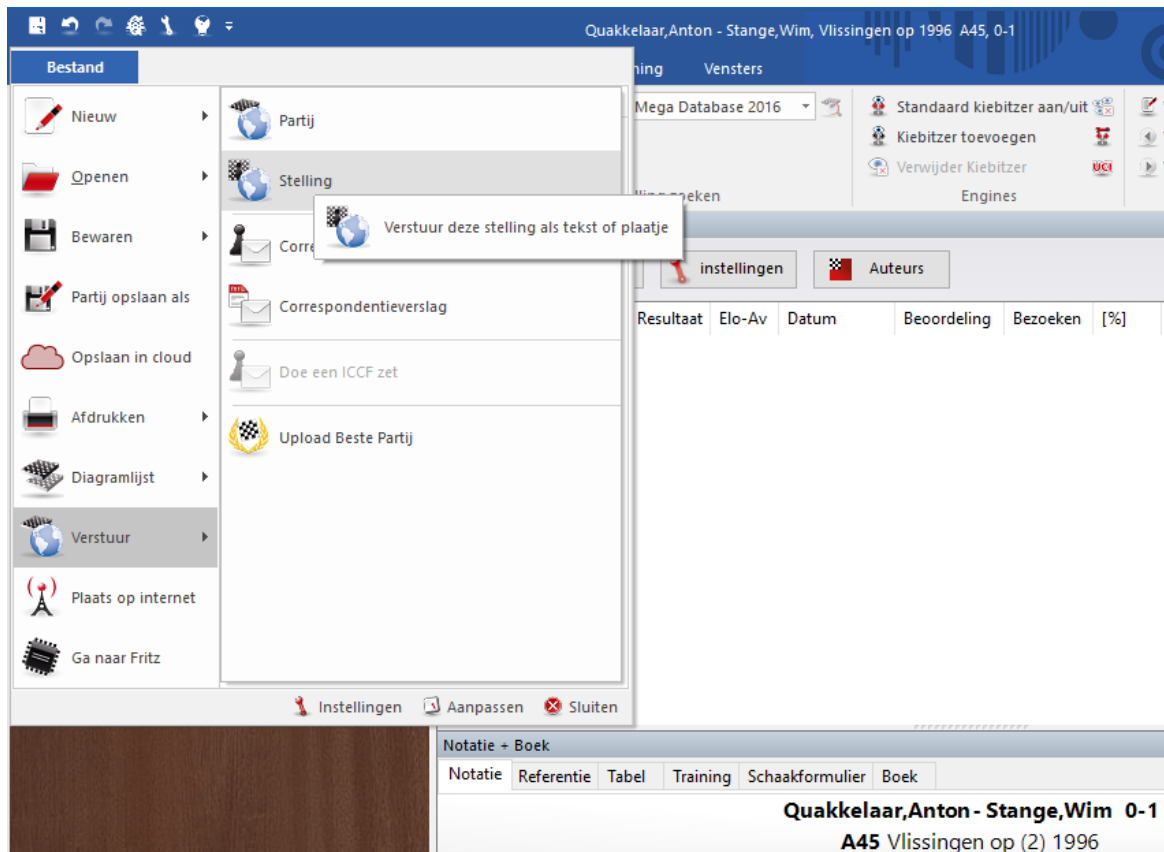 Quakkelaar,Anton - Stange,Wim, Vlissingen op 1996 A45, 0-1
Bestand
Vensters
Nieuw
Openen
Bewaren
Partij opslaan als
Opslaan in cloud
Afdrukken
Diagramlijst
Verstuur
Plaats op internet
Ga naar Fritz
Partij
Stelling
Verstuur deze stelling als tekst of plaatje
Correspondentieverslag
Doe een ICCF zet
Upload Beste Partij
Instellingen Aanpassen Sluiten
Mega Database 2016
Standaard kiebitzer aan/uit
Kiebitzer toevoegen
Verwijder Kiebitzer
UCI
Engines
instellingen Auteurs
Resultaat Elo-Av Datum Beoordeling Bezoeken [%]
Notatie + Boek
Notatie Referentie Tabel Training Schaakformulier Boek
Quakkelaar,Anton - Stange,Wim 0-1
A45 Vlissingen op (2) 1996